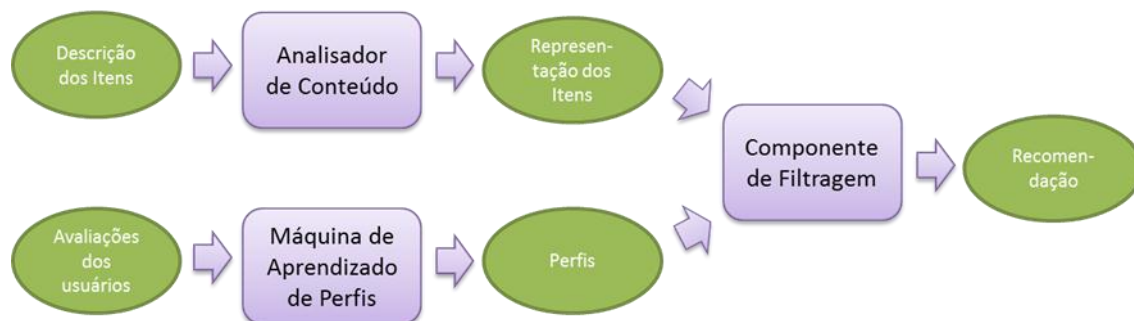 Descrição
dos Itens
Analisador
de Conteúdo
Represen-
tação dos
Itens
Avaliações
dos
usuários
Máquina de
Aprendizado
de Perfis
Perfis
Componente
de Filtragem
Recomen-
dação